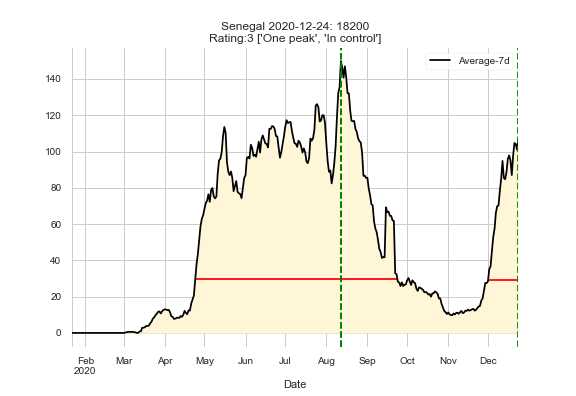 Senegal 2020-12-24: 18200
Rating:3 ['One peak', 'In control']
Average-7d
140
120
100
80
60
40
20
0
Feb Mar Apr May Jun Jul Aug Sep Oct Nov Dec
2020
Date